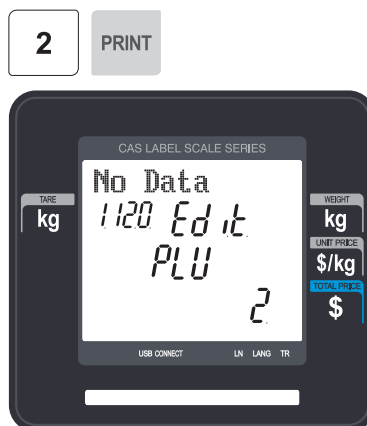 2 PRINT
CAS LABEL SCALE SERIES
No Data
1120 Edit
PLU
2
TARE
kg
WEIGHT
kg
UNIT PRICE
$/kg
TOTAL PRICE
$
USB CONNECT LN LANG TR